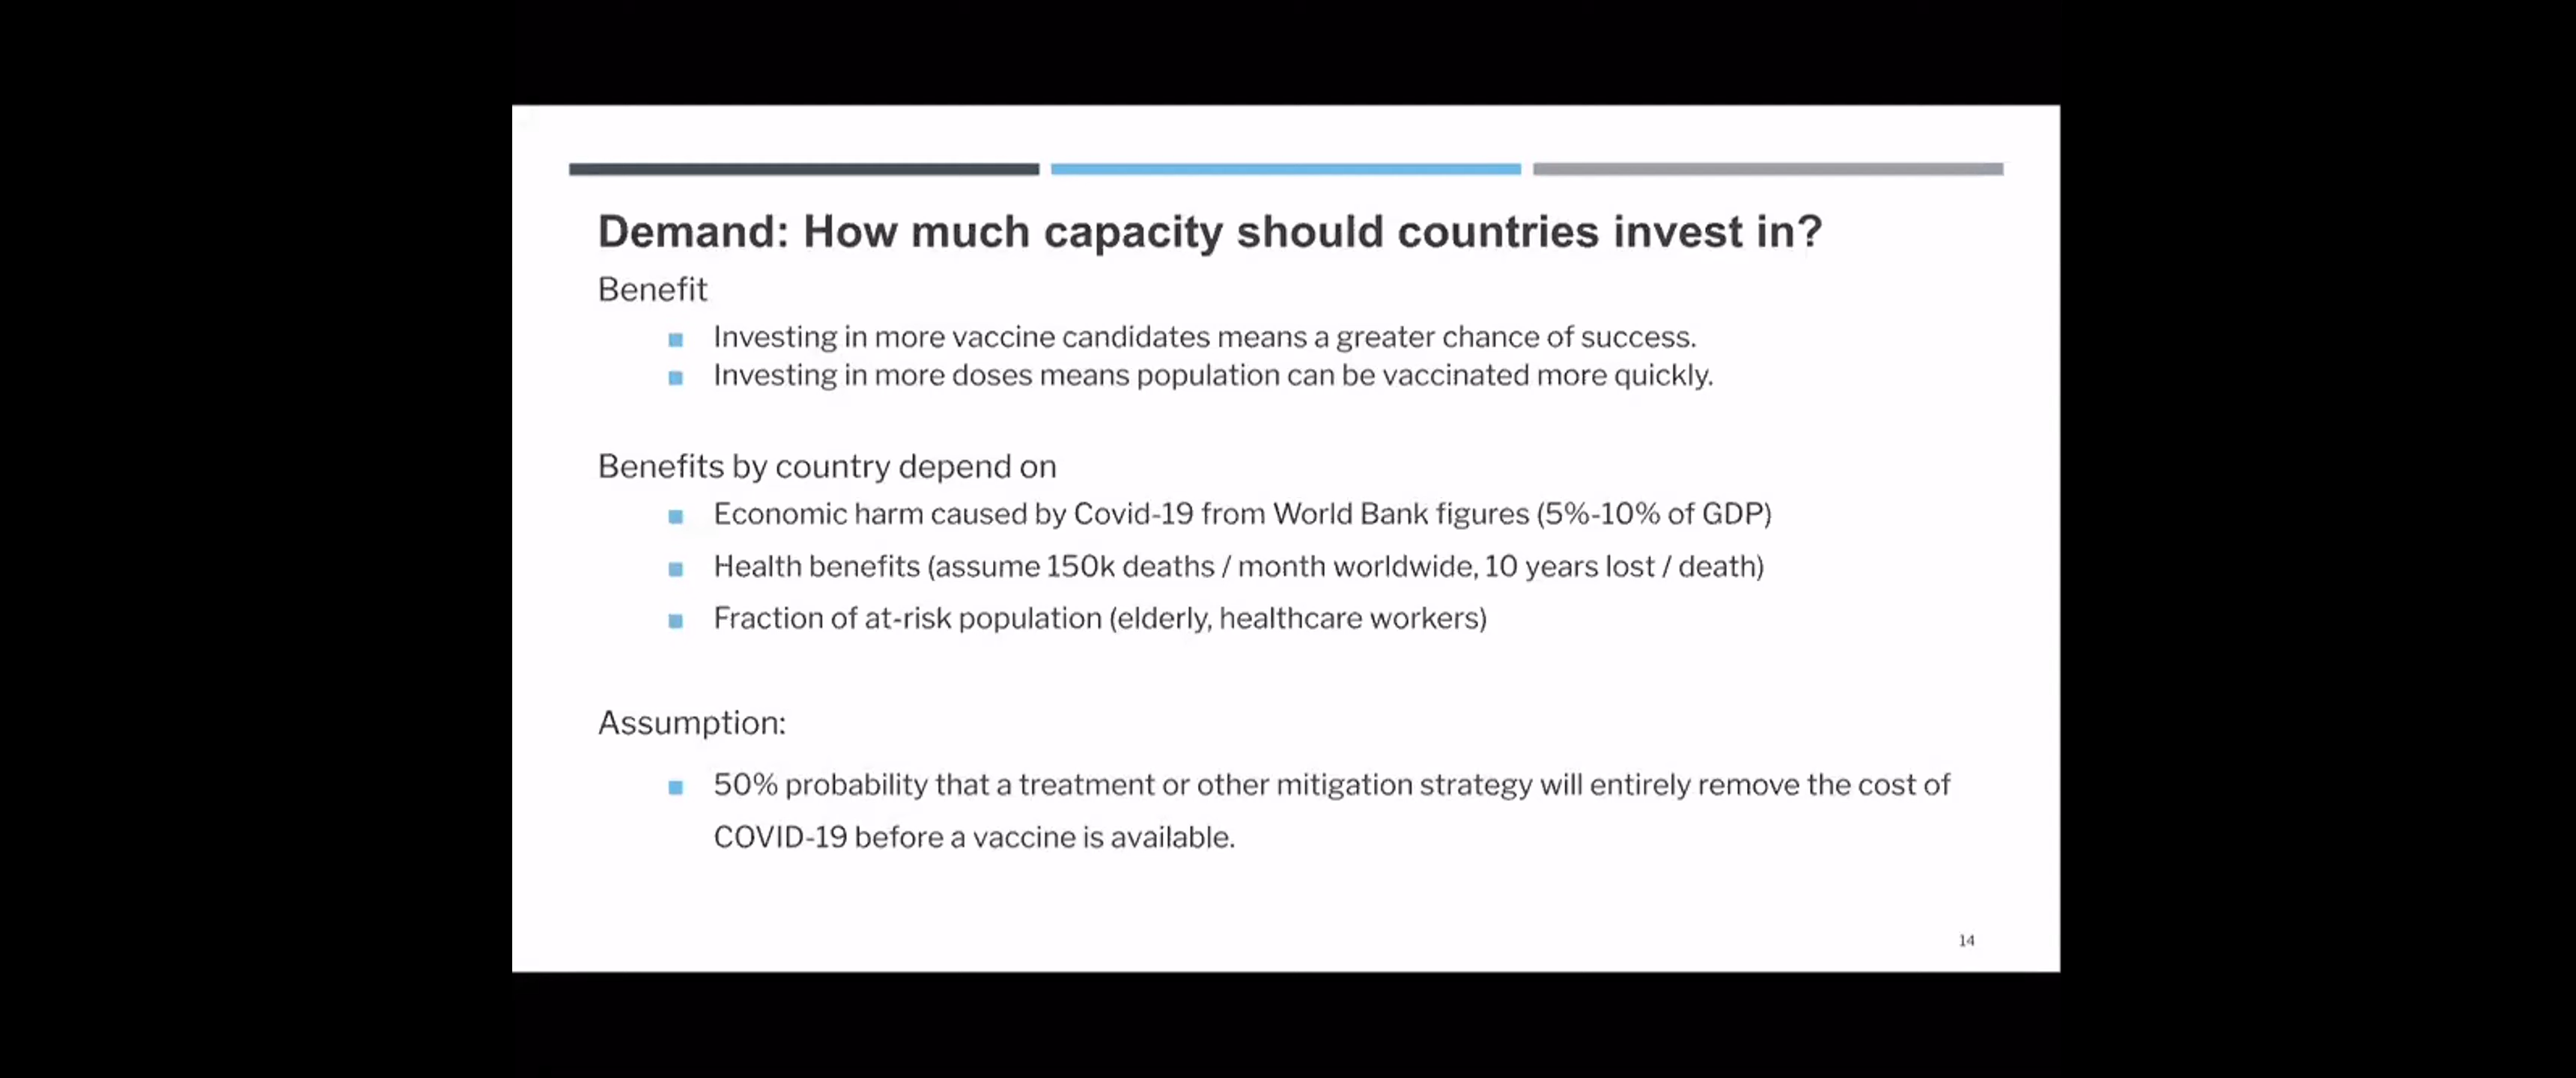 Demand: How much capacity should countries invest in?
Benefit
Investing in more vaccine candidates means a greater chance of success.
Investing in more doses means population can be vaccinated more quickly.
Benefits by country depend on
Economic harm caused by Covid-19 from World Bank figures (5%-10% of GDP)
Health benefits (assume 150k deaths / month worldwide, 10 years lost / death)
Fraction of at-risk population (elderly, healthcare workers)
Assumption:
50% probability that a treatment or other mitigation strategy will entirely remove the cost of
COVID-19 before a vaccine is available.
14